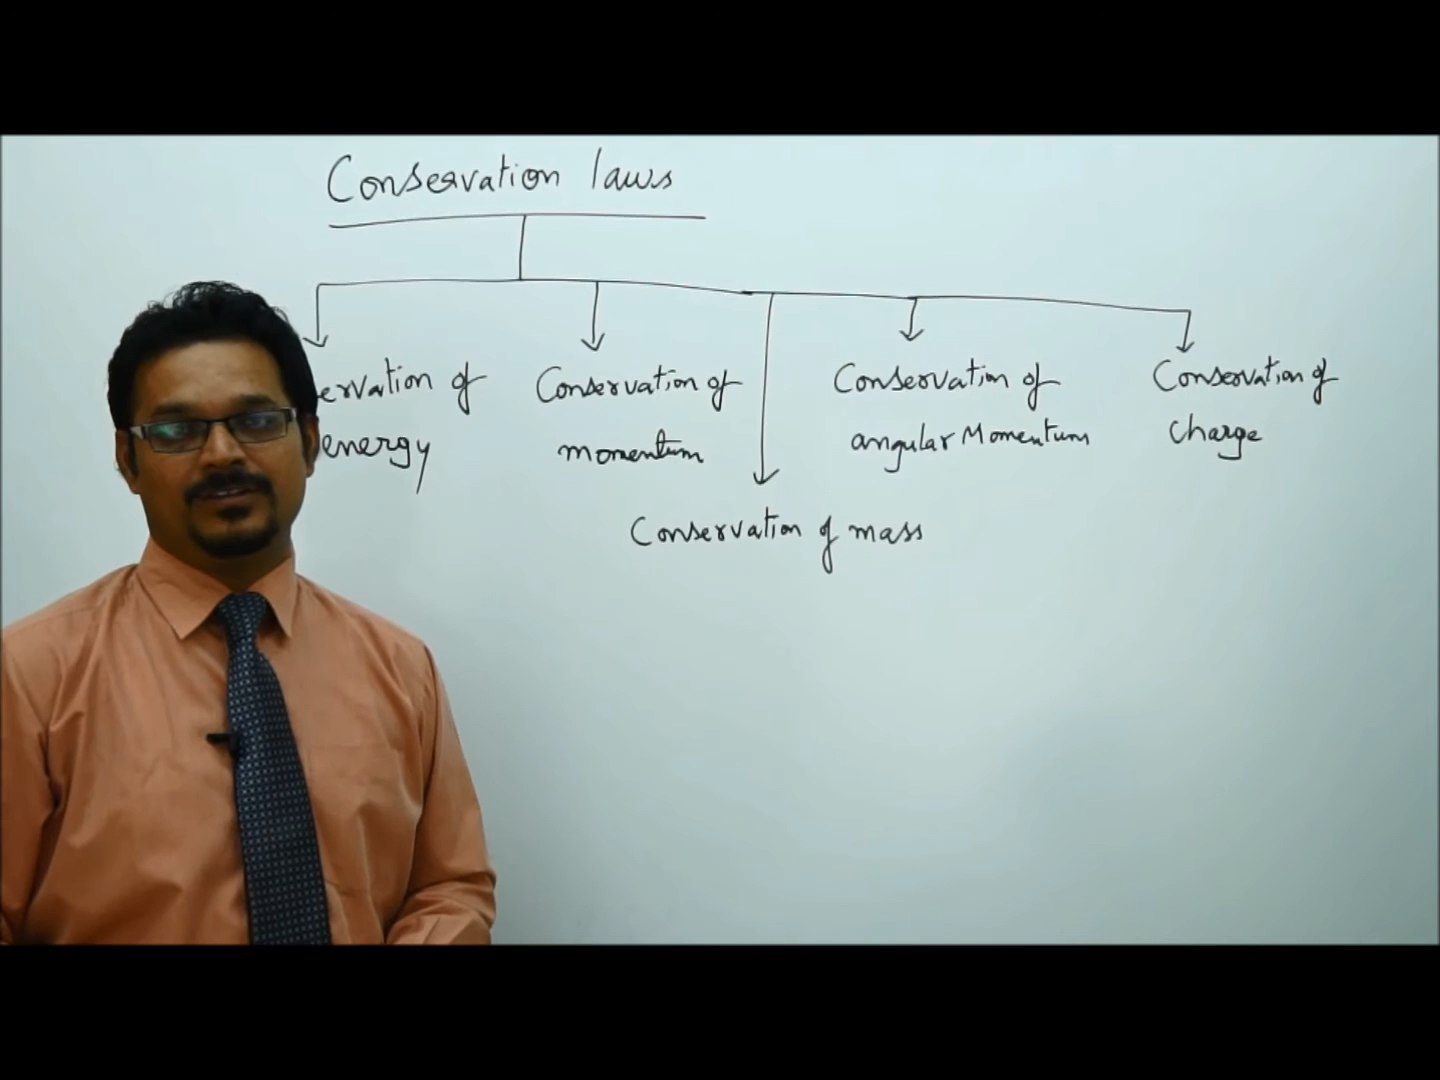 Conservation laws
ervation of
energy
Conservation of
momentum
Conservation of mass
Conservation of
angular Momentum
Conservation of
charge